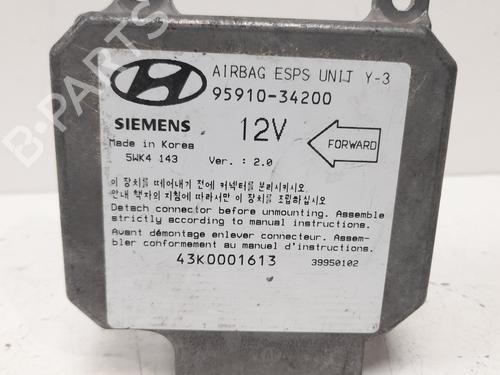 AIRBAG ESPS UNIT Y-3
95910-34200
SIEMENS 12V FORWARD
Made in Korea
5WK4 143 Ver. : 2.0
이 장치를 떼어내기 전에 커넥터를 분리시키시오
안내 책자의 지침에 따라서만 이 장치를 조립하십시오
Detach connector before unmounting. Assemble
strictly according to manual instructions.
Avant démontage enlever connecteur. Assem-
bler conformement au manuel d'instructions.
43K0001613 39950102
B-PARTS